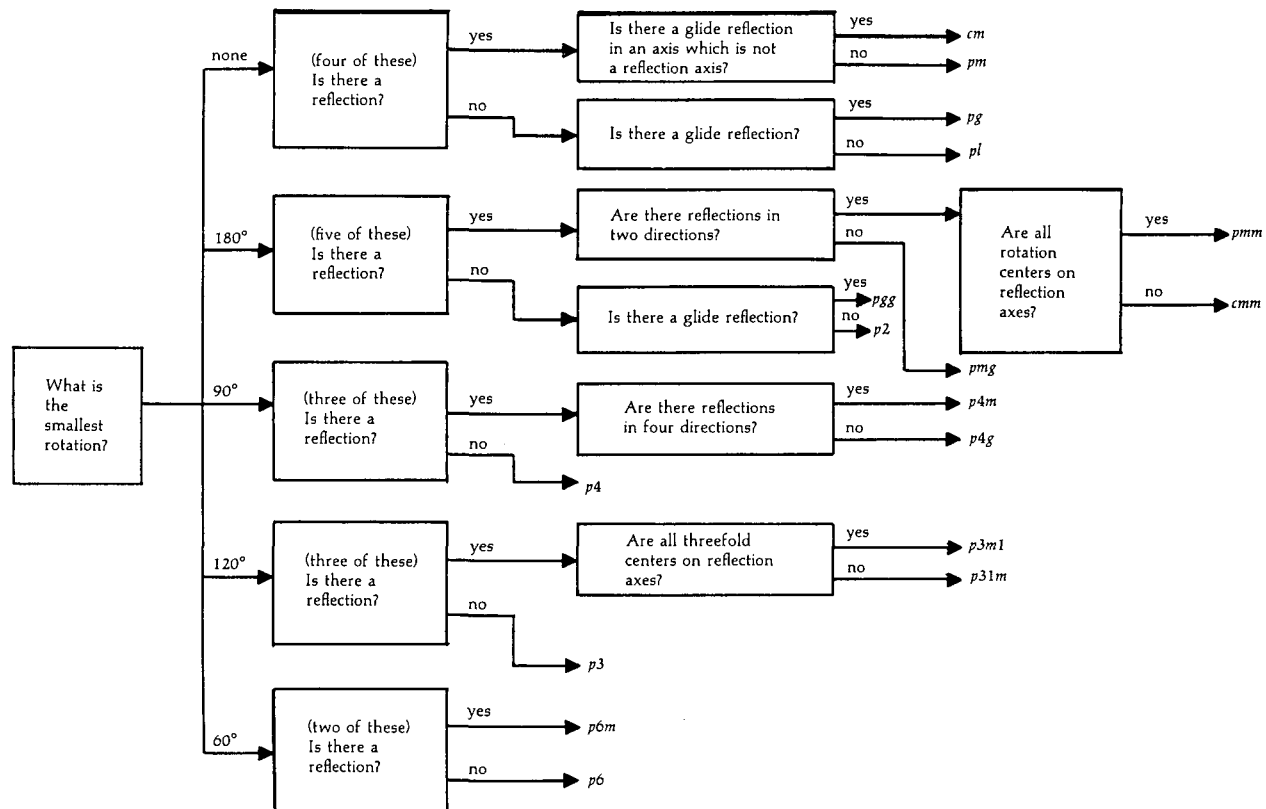 What is
the
smallest
rotation?
none
(four of these)
Is there a
reflection?
yes
Is there a glide reflection
in an axis which is not
a reflection axis?
yes
cm
no
pm
no
Is there a glide reflection?
yes
pg
no
pl
180°
(five of these)
Is there a
reflection?
yes
Are there reflections in
two directions?
yes
Are all
rotation
centers on
reflection
axes?
yes
pmm
no
cmm
no
pmg
no
Is there a glide reflection?
yes
pgg
no
p2
90°
(three of these)
Is there a
reflection?
yes
Are there reflections
in four directions?
yes
p4m
no
p4g
no
p4
120°
(three of these)
Is there a
reflection?
yes
Are all threefold
centers on reflection
axes?
yes
p3m1
no
p31m
no
p3
60°
(two of these)
Is there a
reflection?
yes
p6m
no
p6